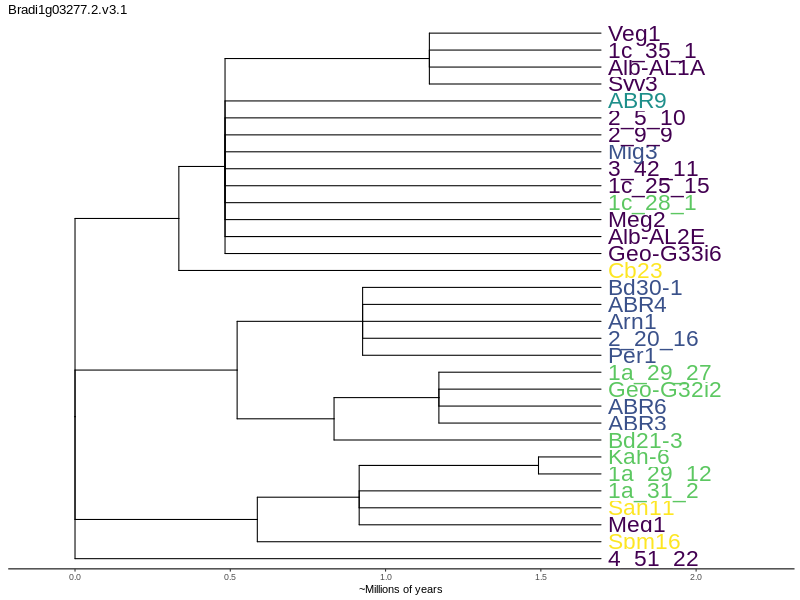 Bradi1g03277.2.v3.1
Veg1
1c_35_1
Alb-AL1A
Svv3
ABR9
2_5_10
2_9_9
Mig3
3_42_11
1c_25_15
1c_28_1
Meg2
Alb-AL2E
Geo-G33i6
Cb23
Bd30-1
ABR4
Arn1
2_20_16
Per1
1a_29_27
Geo-G32i2
ABR6
ABR3
Bd21-3
Kah-6
1a_29_12
1a_31_2
San11
Meg1
Spm16
4_51_22
0.0 0.5 1.0 1.5 2.0
~Millions of years